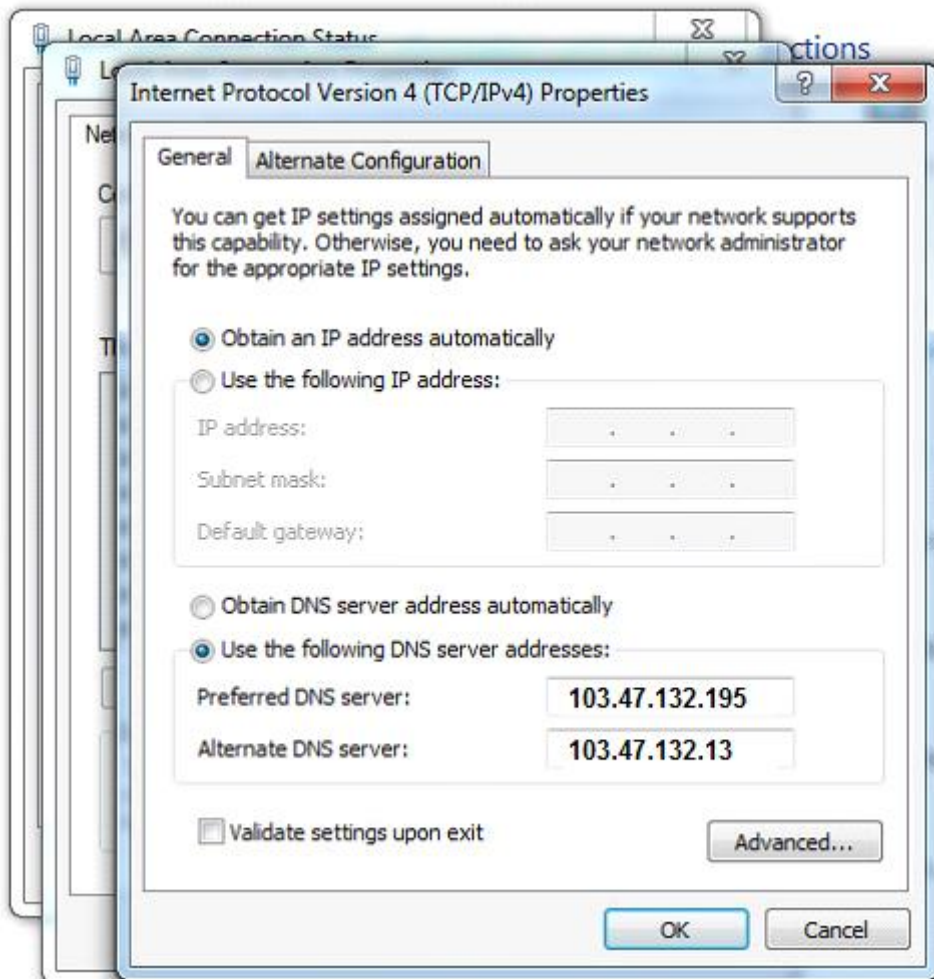 Local Area Connection Status
ctions
Internet Protocol Version 4 (TCP/IPv4) Properties
General
Alternate Configuration
You can get IP settings assigned automatically if your network supports
this capability. Otherwise, you need to ask your network administrator
for the appropriate IP settings.
Obtain an IP address automatically
Use the following IP address:
IP address:
Subnet mask:
Default gateway:
Obtain DNS server address automatically
Use the following DNS server addresses:
Preferred DNS server: 103.47.132.195
Alternate DNS server: 103.47.132.13
Validate settings upon exit
Advanced...
OK
Cancel